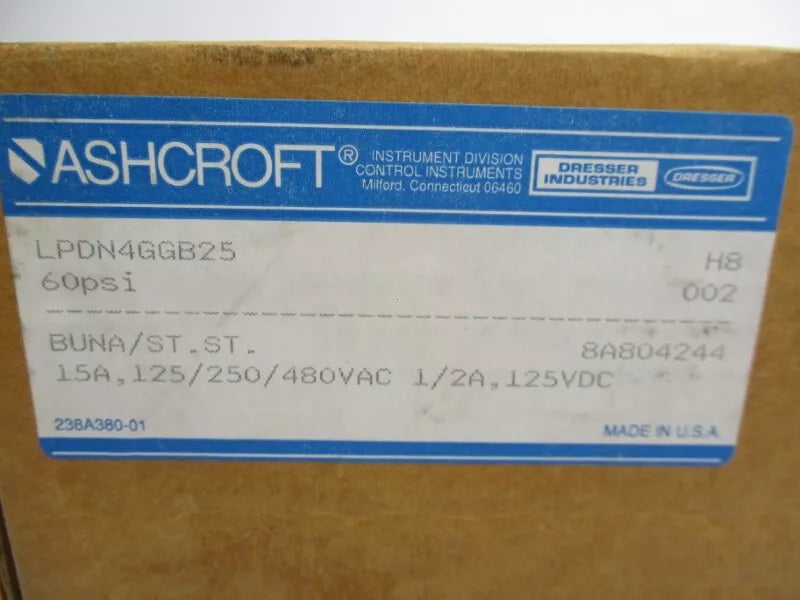 ASHCROFT®
INSTRUMENT DIVISION
CONTROL INSTRUMENTS
Milford, Connecticut 06460
DRESSER
INDUSTRIES
DRESSER
LPDN4GGB25 H8
60psi 002
BUNA/ST.ST. 8A804244
15A,125/250/480VAC 1/2A,125VDC
238A380-01 MADE IN U.S.A.